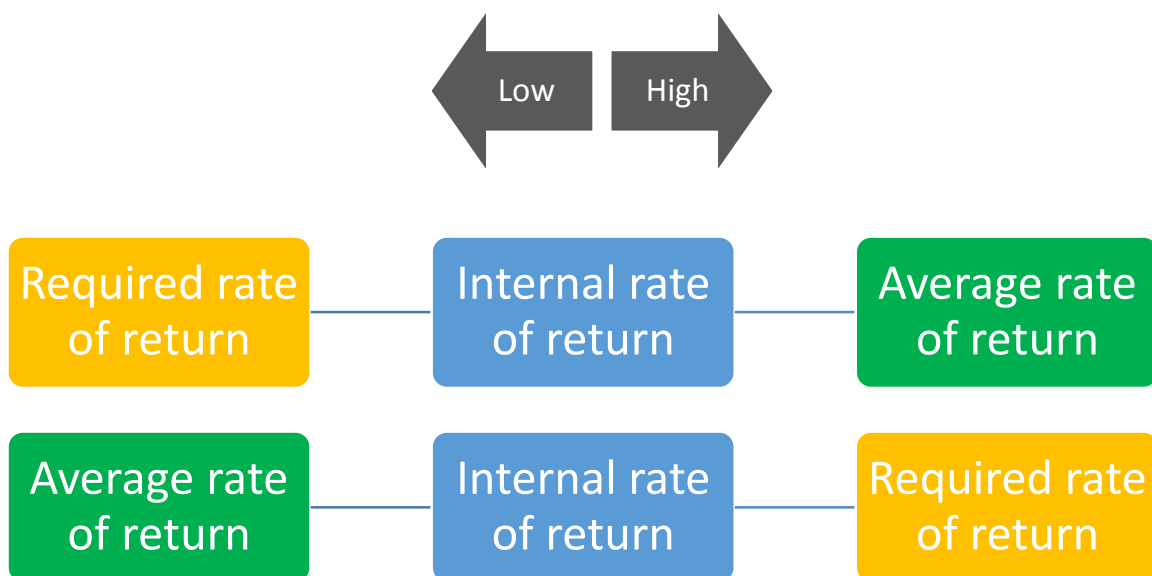 Low
High
Required rate
of return
Internal rate
of return
Average rate
of return
Average rate
of return
Internal rate
of return
Required rate
of return